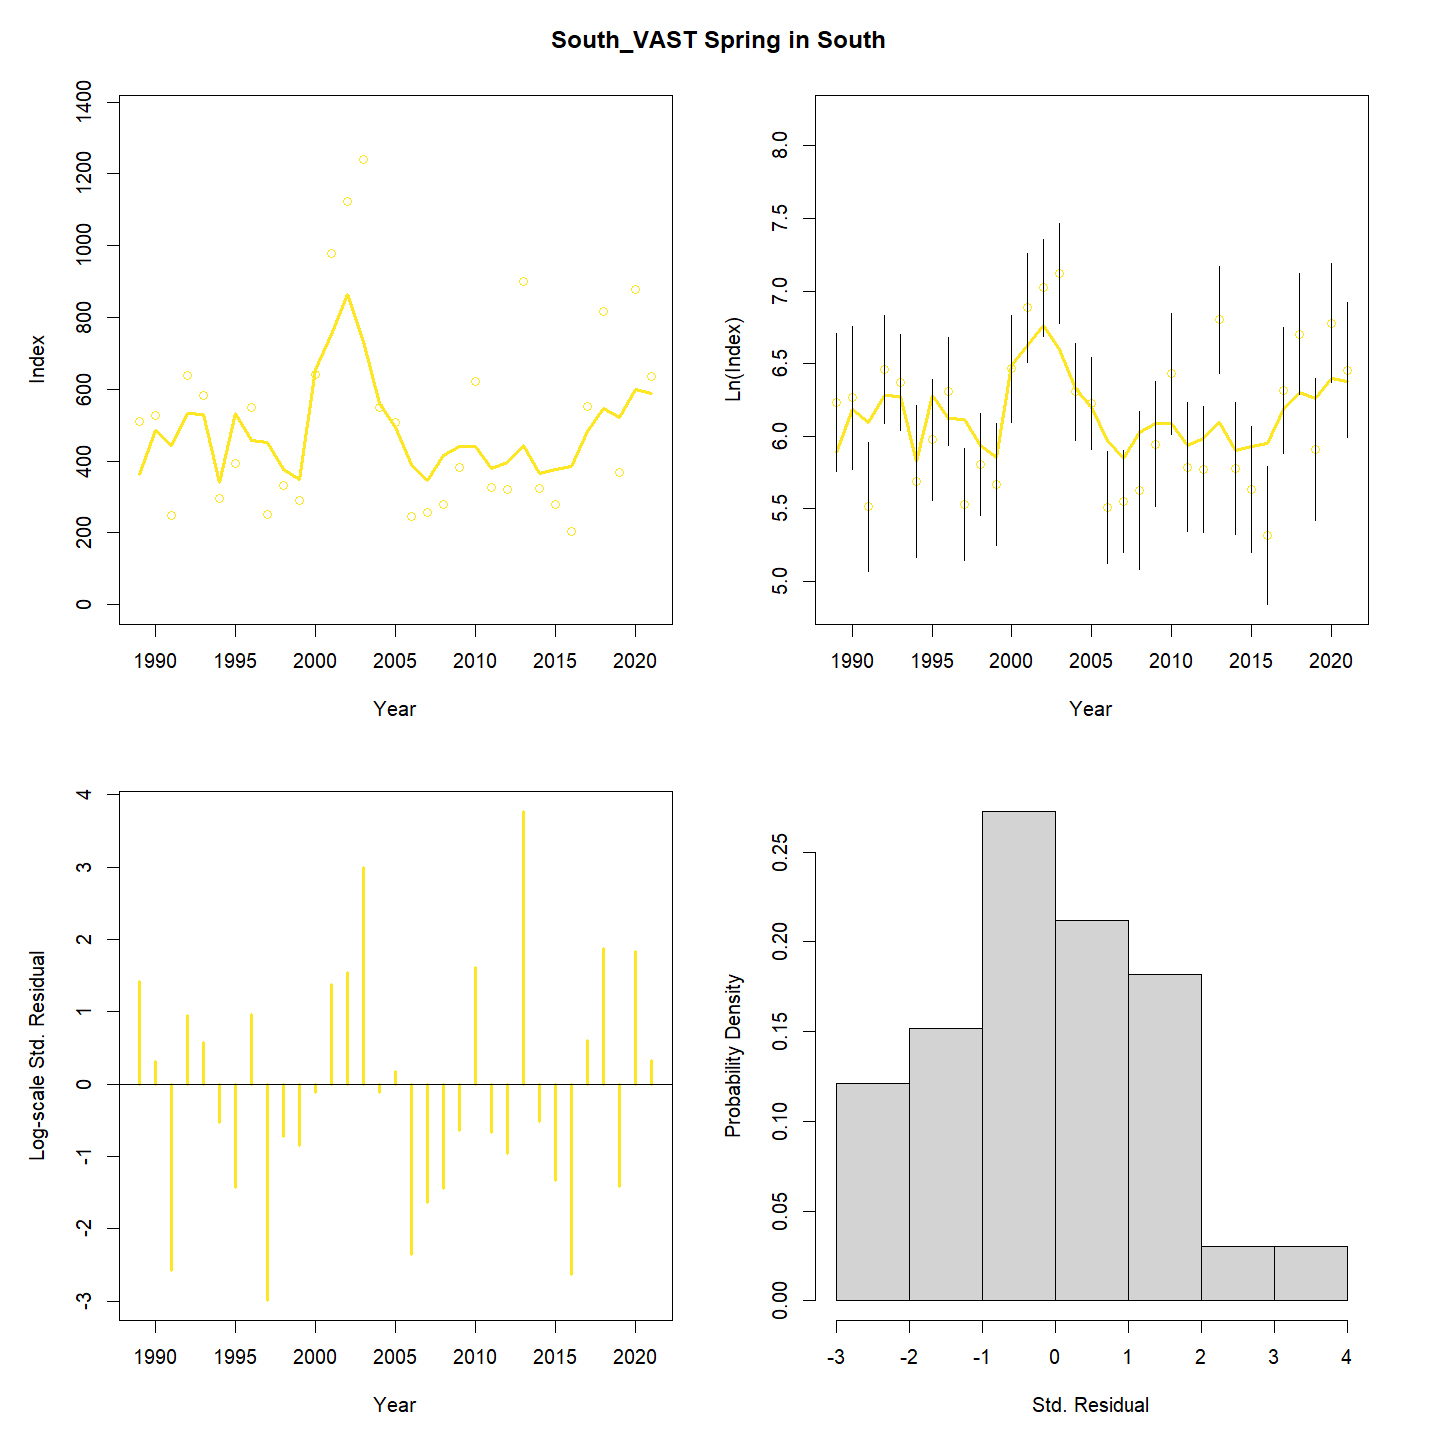 South_VAST Spring in South
Index
0 200 400 600 800 1000 1200 1400
1990 1995 2000 2005 2010 2015 2020
Year
Ln(Index)
5.0 5.5 6.0 6.5 7.0 7.5 8.0
1990 1995 2000 2005 2010 2015 2020
Year
Log-scale Std. Residual
-3 -2 -1 0 1 2 3 4
1990 1995 2000 2005 2010 2015 2020
Year
Probability Density
0.00 0.05 0.10 0.15 0.20 0.25
-3 -2 -1 0 1 2 3 4
Std. Residual